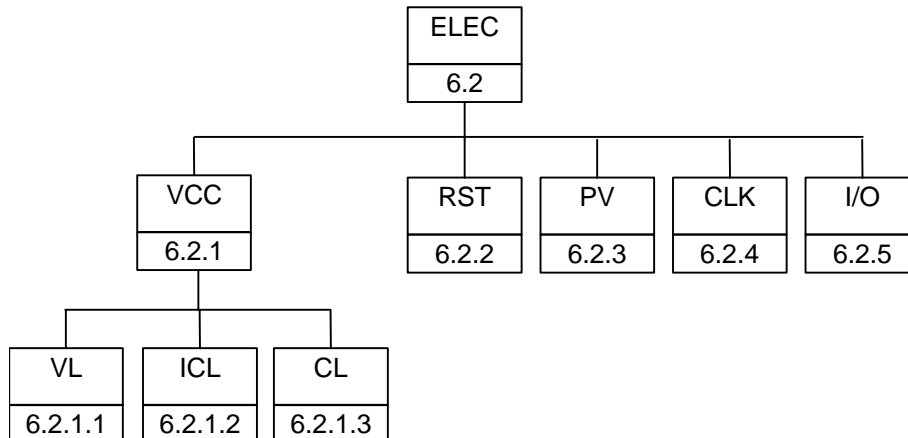 ELEC
6.2
VCC
6.2.1
RST
6.2.2
PV
6.2.3
CLK
6.2.4
I/O
6.2.5
VL
6.2.1.1
ICL
6.2.1.2
CL
6.2.1.3